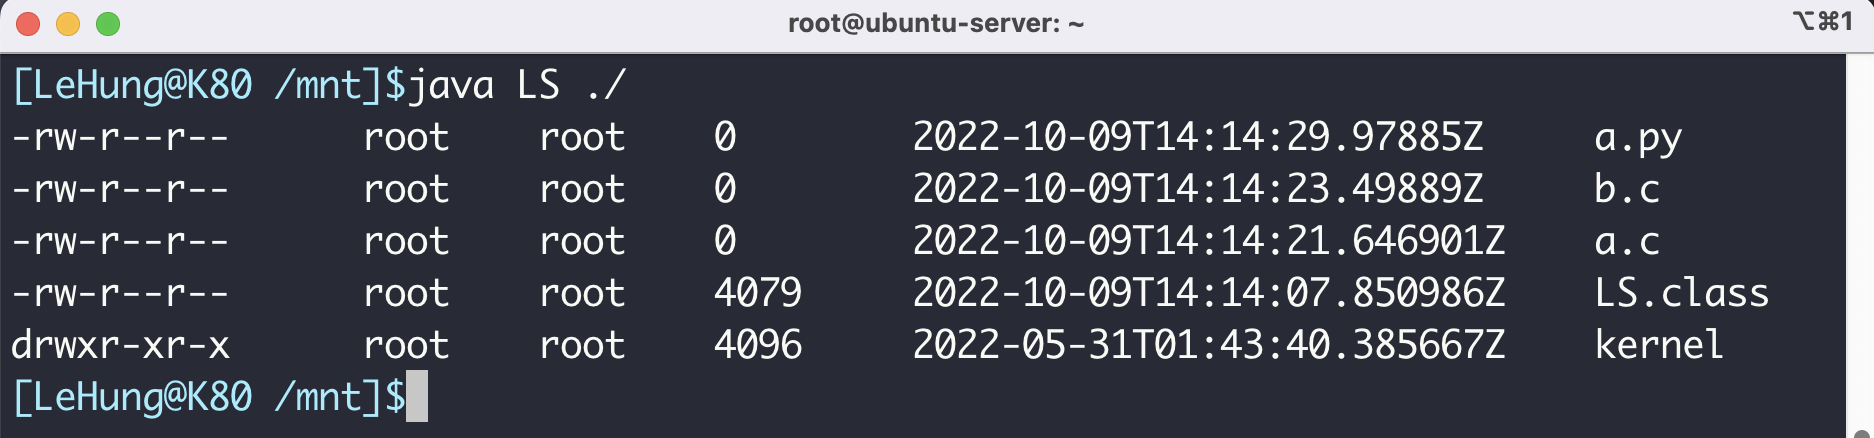 root@ubuntu-server: ~ ⌥⌘1
[LeHung@K80 /mnt]$java LS ./
-rw-r--r-- root root 0 2022-10-09T14:14:29.97885Z a.py
-rw-r--r-- root root 0 2022-10-09T14:14:23.49889Z b.c
-rw-r--r-- root root 0 2022-10-09T14:14:21.646901Z a.c
-rw-r--r-- root root 4079 2022-10-09T14:14:07.850986Z LS.class
drwxr-xr-x root root 4096 2022-05-31T01:43:40.385667Z kernel
[LeHung@K80 /mnt]$